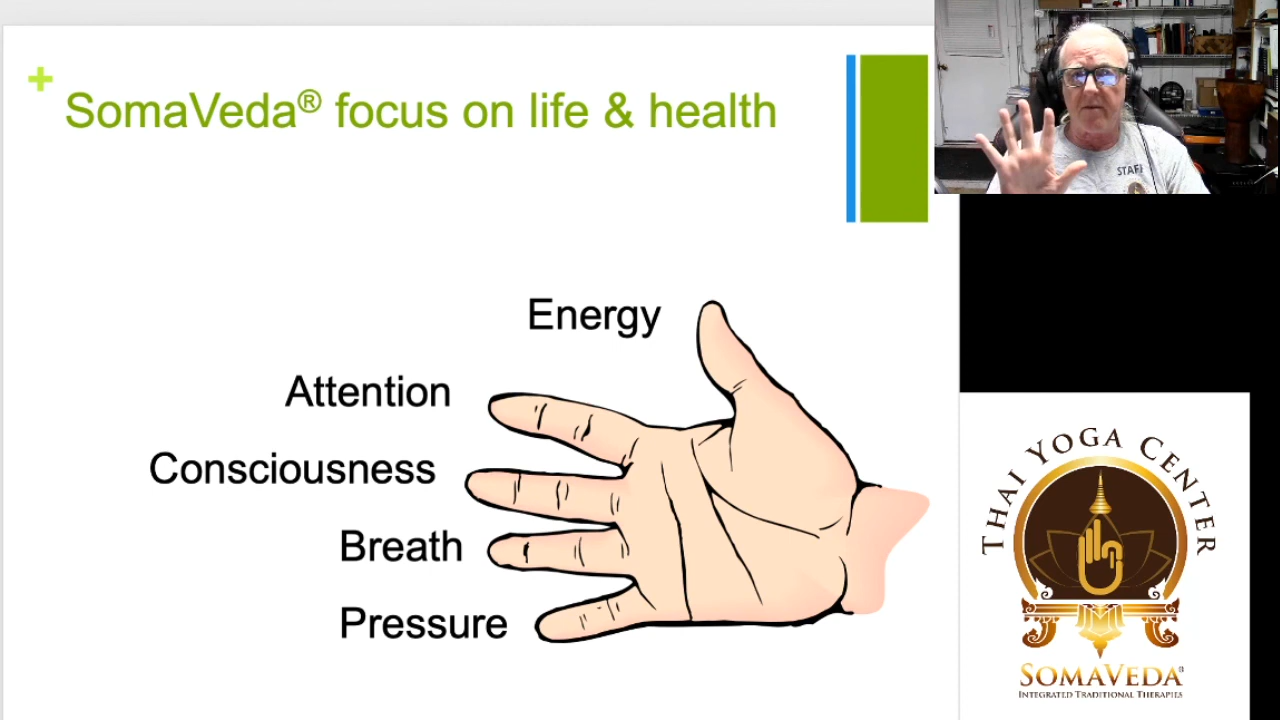 +
SomaVeda® focus on life & health
STAFF
Energy
Attention
Consciousness
Breath
Pressure
THAI YOGA CENTER
SOMAVEDA®
INTEGRATED TRADITIONAL THERAPIES